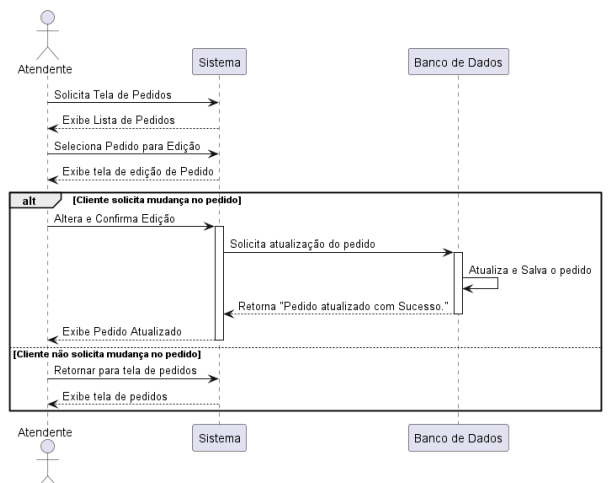 Atendente
Sistema
Banco de Dados
Solicita Tela de Pedidos
Exibe Lista de Pedidos
Seleciona Pedido para Edição
Exibe tela de edição de Pedido
alt
[Cliente solicita mudança no pedido]
Altera e Confirma Edição
Solicita atualização do pedido
Atualiza e Salva o pedido
Retorna "Pedido atualizado com Sucesso."
Exibe Pedido Atualizado
[Cliente não solicita mudança no pedido]
Retornar para tela de pedidos
Exibe tela de pedidos
Atendente
Sistema
Banco de Dados